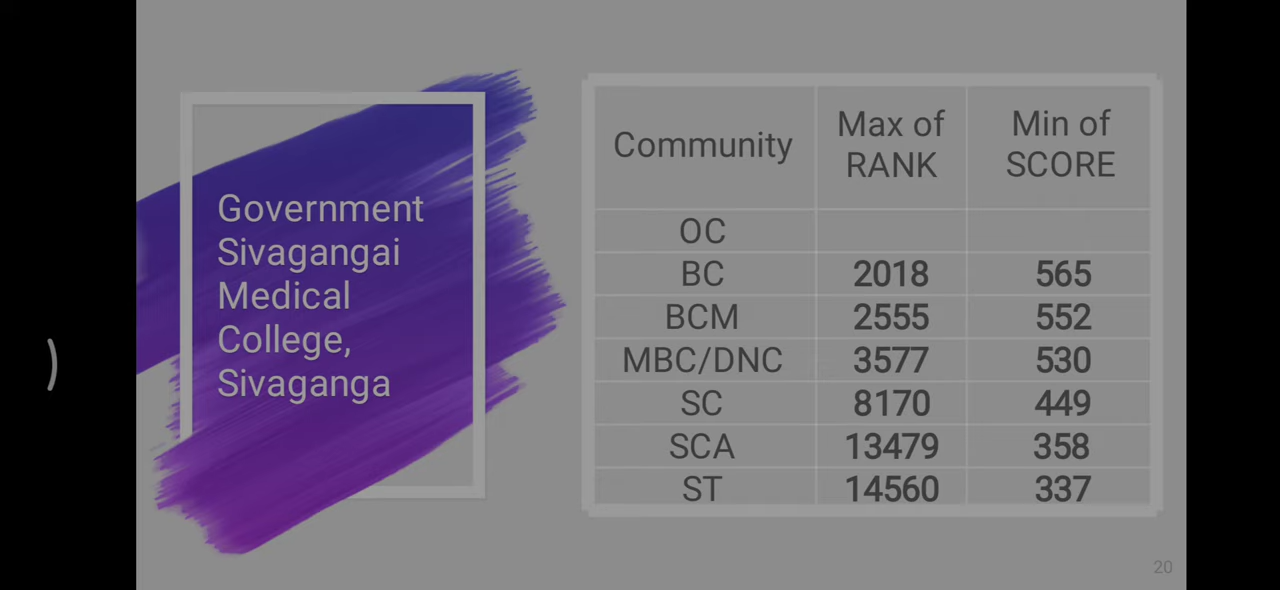 Government
Sivagangai
Medical
College,
Sivaganga
Community Max of RANK Min of SCORE
OC
BC 2018 565
BCM 2555 552
MBC/DNC 3577 530
SC 8170 449
SCA 13479 358
ST 14560 337
20